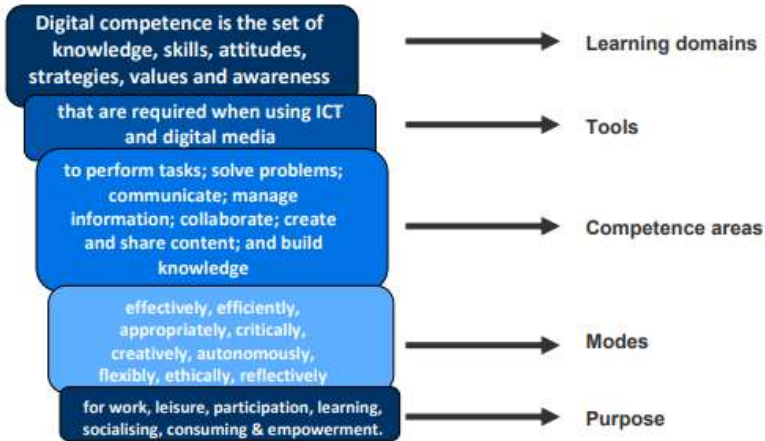 Digital competence is the set of
knowledge, skills, attitudes,
strategies, values and awareness
Learning domains
that are required when using ICT
and digital media
Tools
to perform tasks; solve problems;
communicate; manage
information; collaborate; create
and share content; and build
knowledge
Competence areas
effectively, efficiently,
appropriately, critically,
creatively, autonomously,
flexibly, ethically, reflectively
Modes
for work, leisure, participation, learning,
socialising, consuming & empowerment.
Purpose